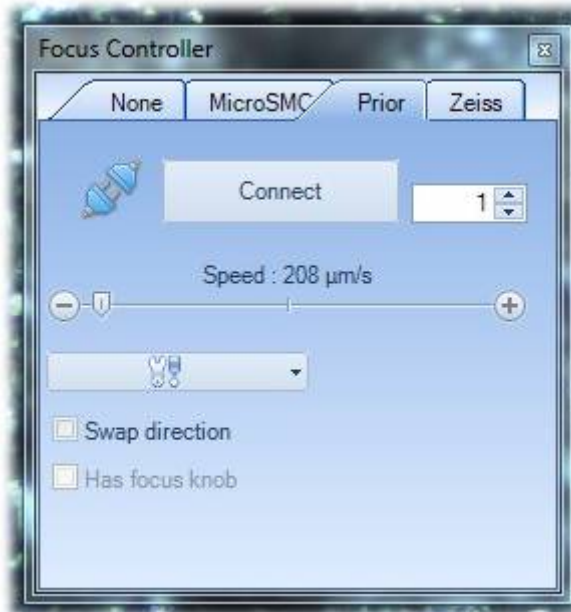 Focus Controller
None MicroSMC Prior Zeiss
Connect
1
Speed : 208 µm/s
Swap direction
Has focus knob